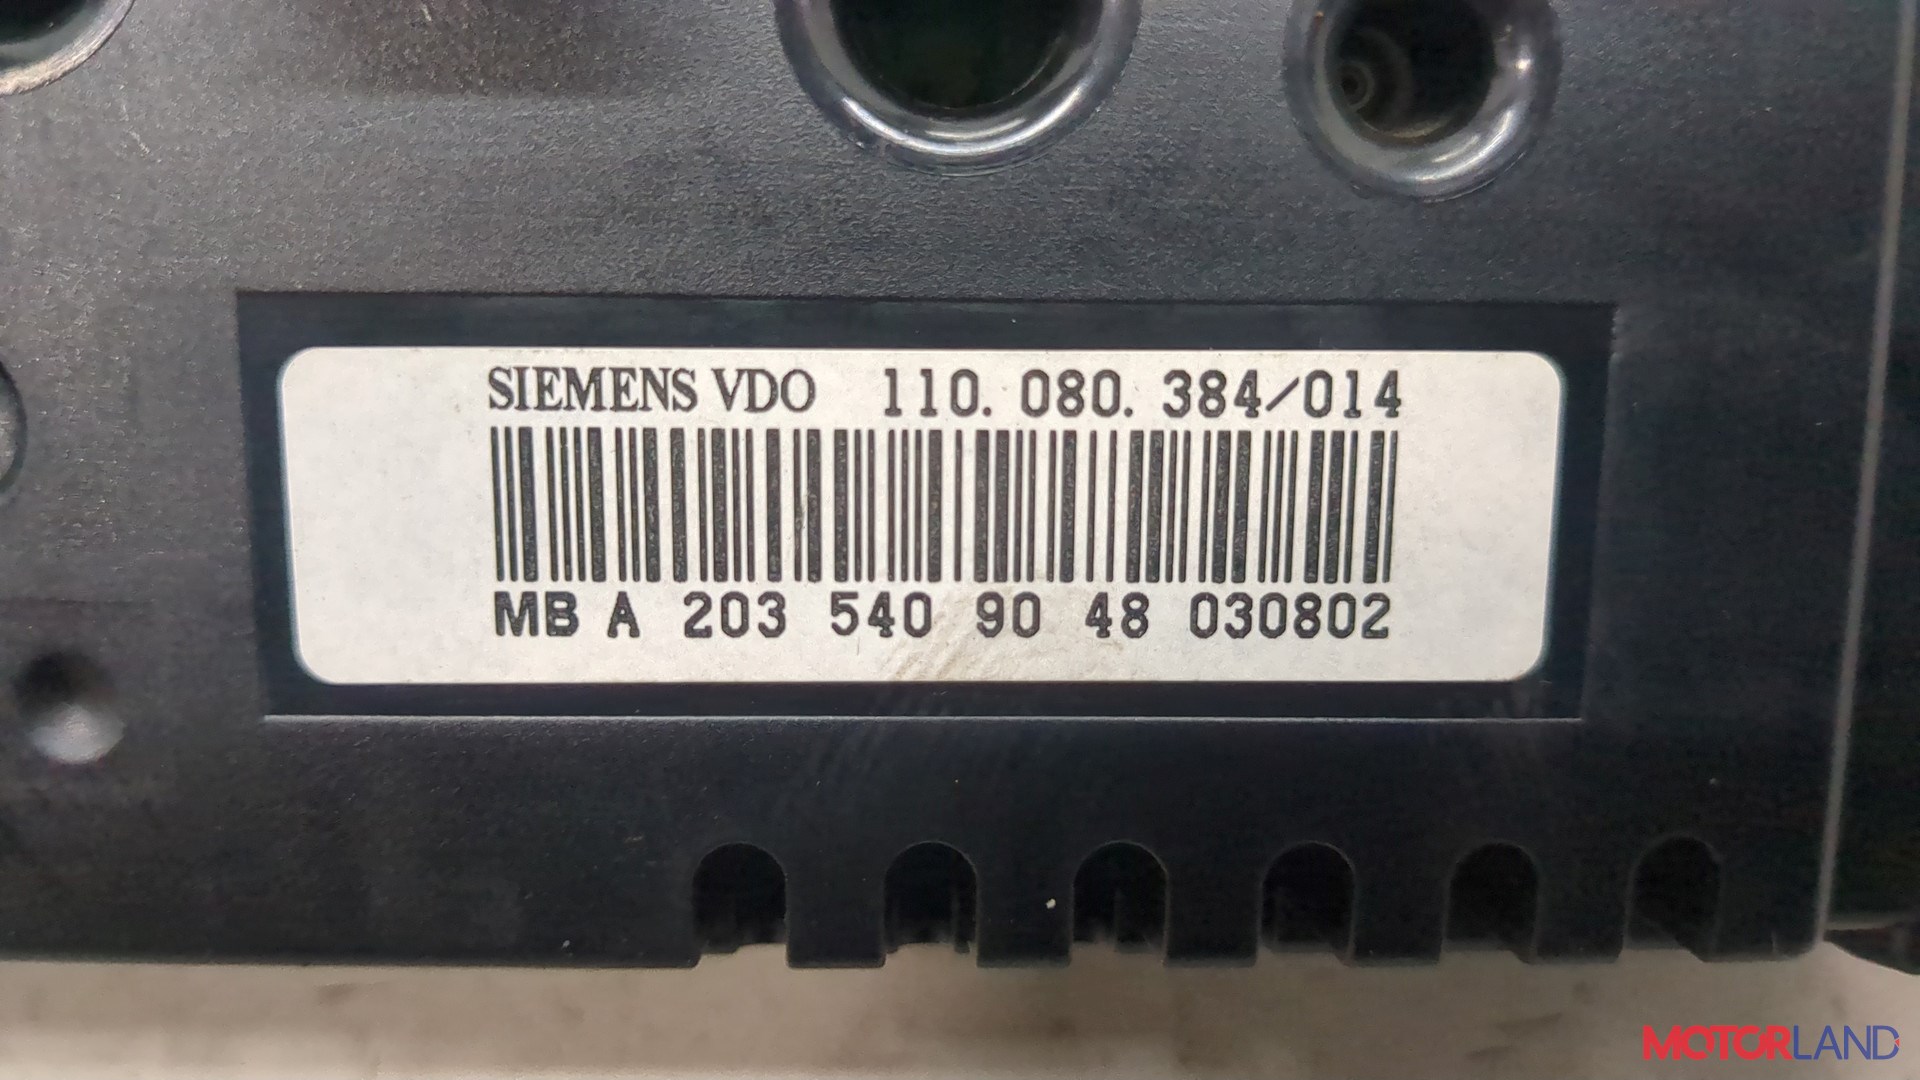 SIEMENS VDO 110.080.384/014
MB A 203 540 90 48 030802
MOTORLAND